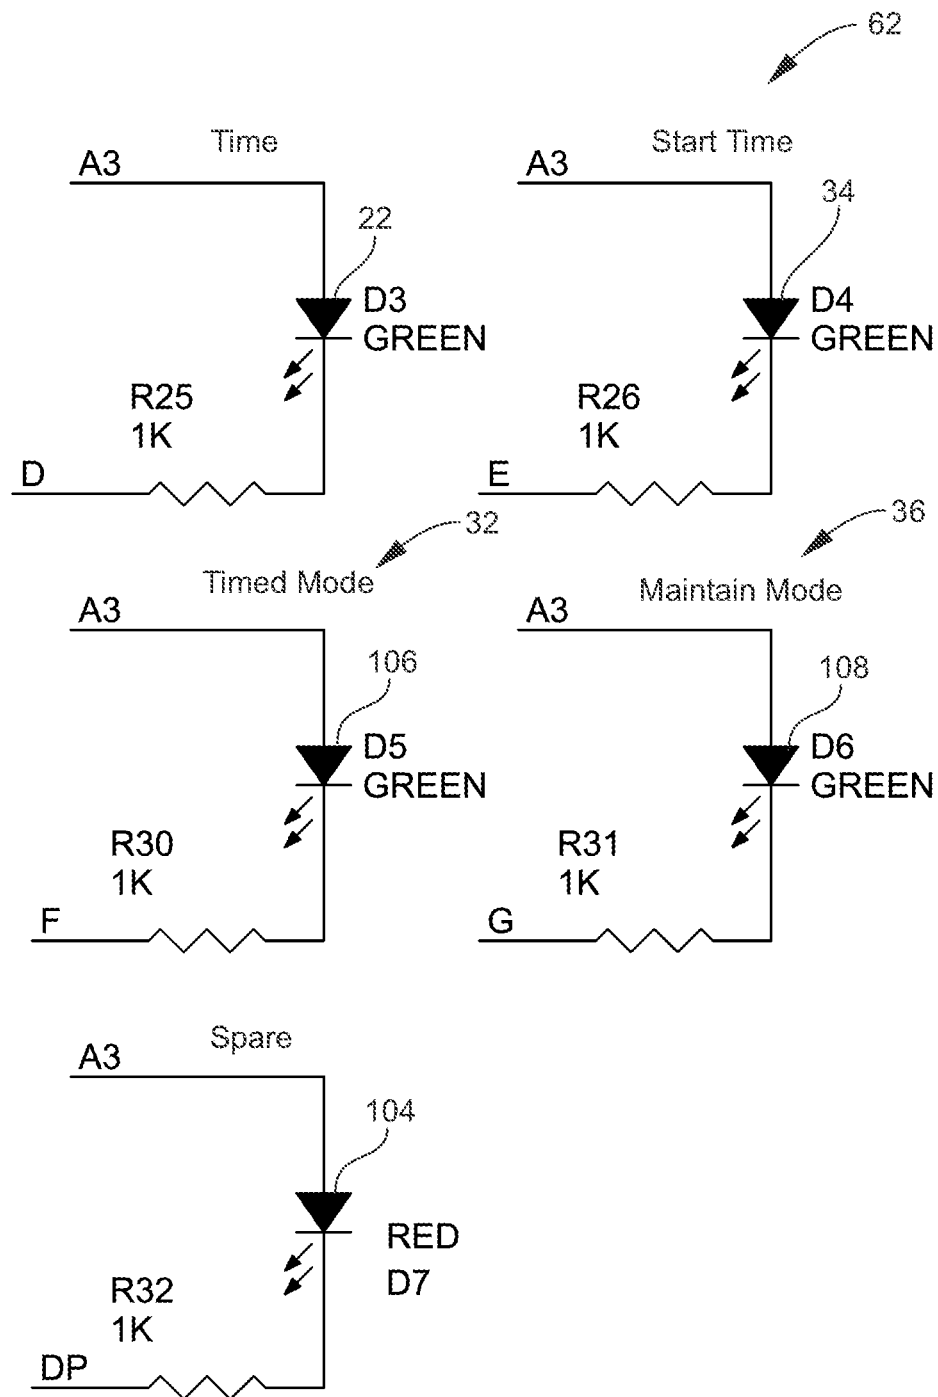 62
Time
A3
22
D3
GREEN
R25
1K
D
Start Time
A3
34
D4
GREEN
R26
1K
E
32
Timed Mode
A3
106
D5
GREEN
R30
1K
F
36
Maintain Mode
A3
108
D6
GREEN
R31
1K
G
Spare
A3
104
RED
D7
R32
1K
DP